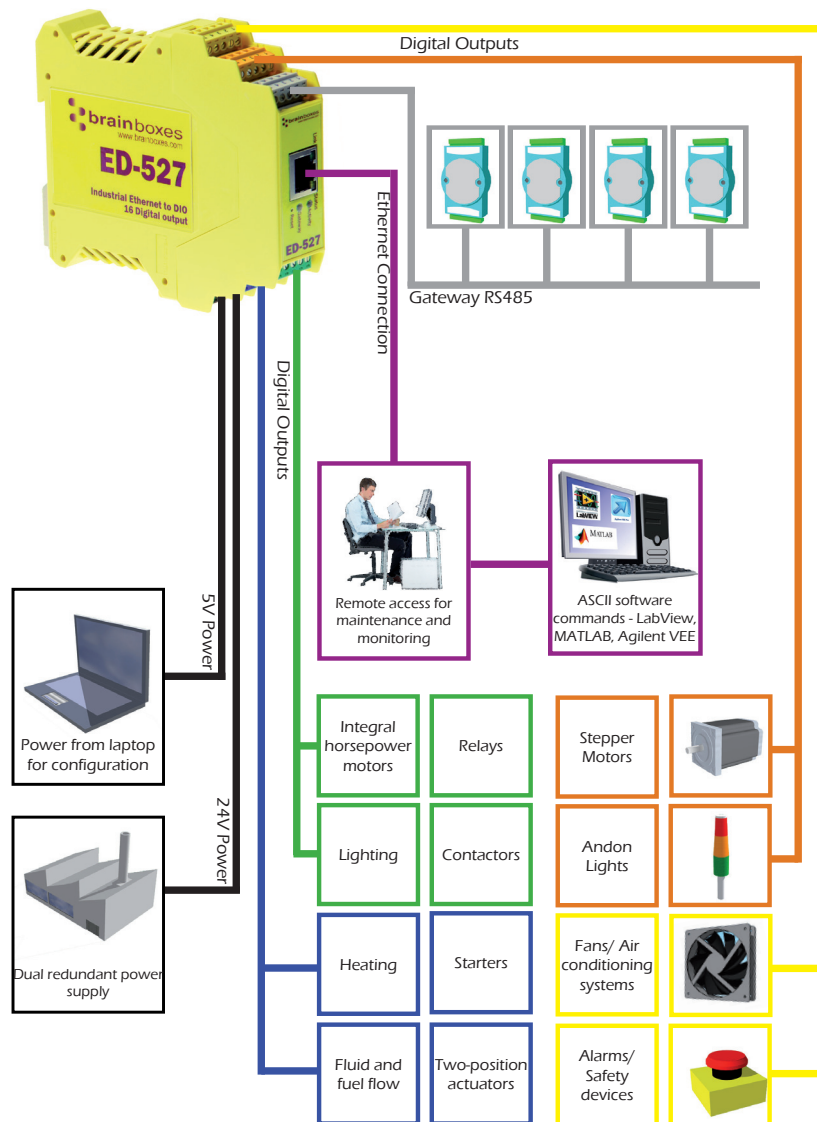 Digital Outputs
brainboxes
www.brainboxes.com
ED-527
Industrial Ethernet to DIO
16 Digital output
brainboxes
ED-527
Ethernet Connection
Gateway RS485
Digital Outputs
Remote access for
maintenance and
monitoring
LabVIEW
MATLAB
ASCII software
commands - LabView,
MATLAB, Agilent VEE
5V Power
Power from laptop
for configuration
24V Power
Dual redundant power
supply
Integral
horsepower
motors
Relays
Stepper
Motors
Lighting
Contactors
Andon
Lights
Heating
Starters
Fans/ Air
conditioning
systems
Fluid and
fuel flow
Two-position
actuators
Alarms/
Safety
devices